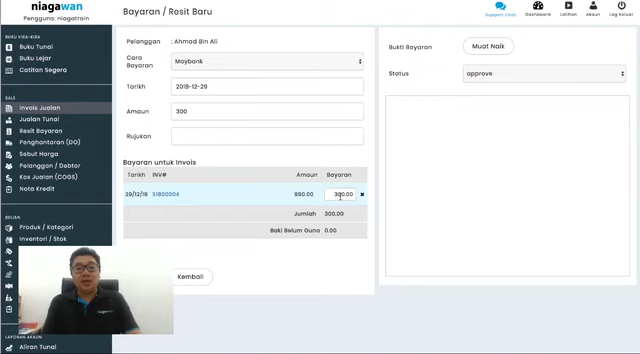 niagawan
Pengguna: niagatrain
Bayaran / Resit Baru
Support Chat
Dashboard
Latihan
Akaun
Log Keluar
BUKU KIRA-KIRA
Buku Tunai
Buku Lejar
Catitan Segera
SALE
Invois Jualan
Jualan Tunai
Resit Bayaran
Penghantaran (DO)
Sebut Harga
Pelanggan / Debtor
Kos Jualan (COGS)
Nota Kredit
BELIAN
Produk / Kategori
Inventori / Stok
LAPORAN AKAUN
Aliran Tunai
Pelanggan : Ahmad Bin Ali
Cara Bayaran Maybank
Tarikh 2018-12-29
Amaun 300
Rujukan
Bayaran untuk Invois
Tarikh INV# Amaun Bayaran
29/12/18 SIB00004 990.00 300.00
Jumlah 300.00
Baki Belum Guna 0.00
Kembali
Bukti Bayaran Muat Naik
Status approve